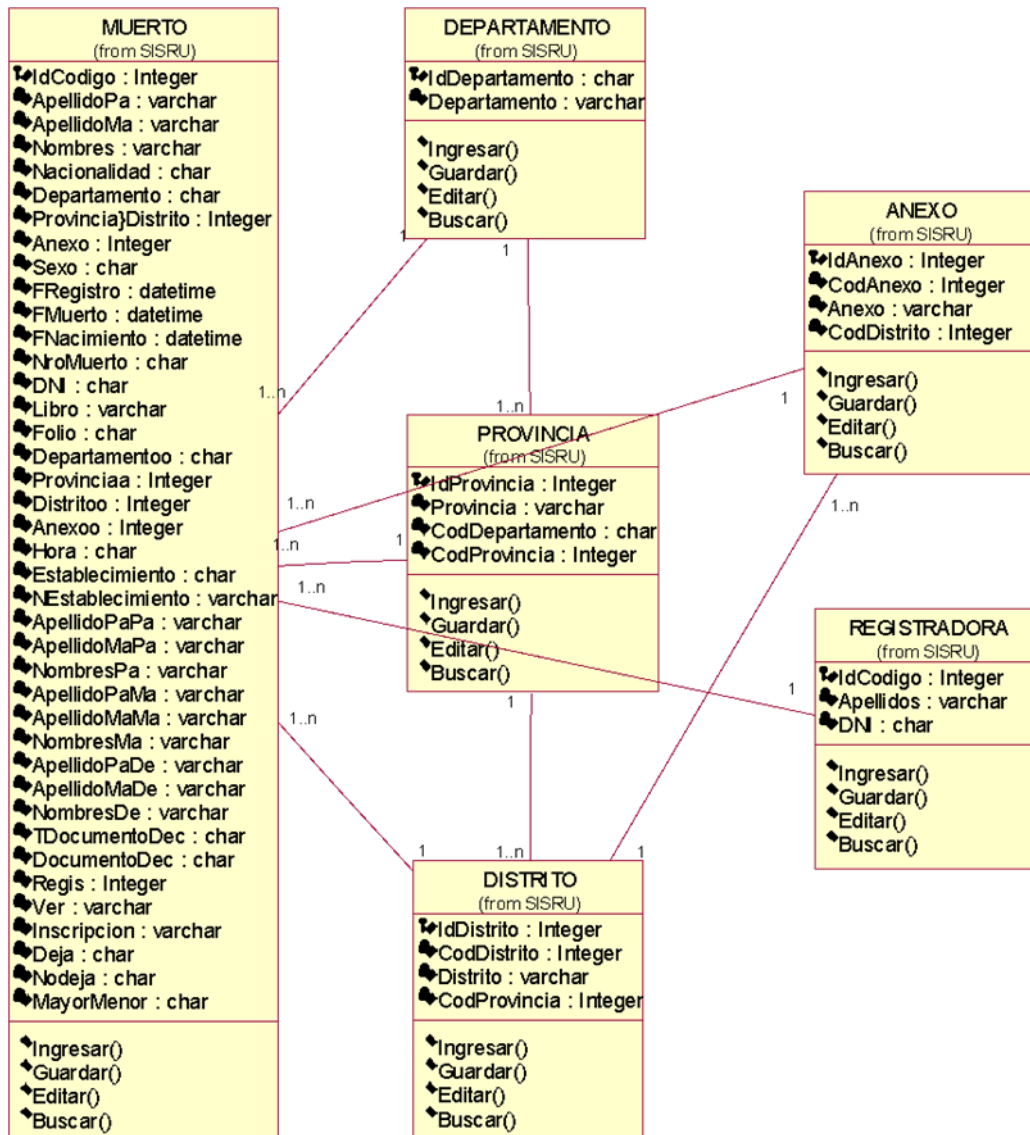 MUERTO
(from SISRU)
IdCodigo : Integer
ApellidoPa : varchar
ApellidoMa : varchar
Nombres : varchar
Nacionalidad : char
Departamento : char
Provincia}Distrito : Integer
Anexo : Integer
Sexo : char
FRegistro : datetime
FMuerto : datetime
FNacimiento : datetime
NroMuerto : char
DNI : char
Libro : varchar
Folio : char
Departamentoo : char
Provinciaa : Integer
Distritoo : Integer
Anexoo : Integer
Hora : char
Establecimiento : char
NEstablecimiento : varchar
ApellidoPaPa : varchar
ApellidoMaPa : varchar
NombresPa : varchar
ApellidoPaMa : varchar
ApellidoMaMa : varchar
NombresMa : varchar
ApellidoPaDe : varchar
ApellidoMaDe : varchar
NombresDe : varchar
TDocumentoDec : char
DocumentoDec : char
Regis : Integer
Ver : varchar
Inscripcion : varchar
Deja : char
Nodeja : char
MayorMenor : char
Ingresar()
Guardar()
Editar()
Buscar()
DEPARTAMENTO
(from SISRU)
IdDepartamento : char
Departamento : varchar
Ingresar()
Guardar()
Editar()
Buscar()
1
1
1..n
1..n
PROVINCIA
(from SISRU)
IdProvincia : Integer
Provincia : varchar
CodDepartamento : char
CodProvincia : Integer
Ingresar()
Guardar()
Editar()
Buscar()
1..n
1..n
1
1..n
1
1..n
1
1..n
1
DISTRITO
(from SISRU)
IdDistrito : Integer
CodDistrito : Integer
Distrito : varchar
CodProvincia : Integer
Ingresar()
Guardar()
Editar()
Buscar()
ANEXO
(from SISRU)
IdAnexo : Integer
CodAnexo : Integer
Anexo : varchar
CodDistrito : Integer
Ingresar()
Guardar()
Editar()
Buscar()
1
1..n
REGISTRADORA
(from SISRU)
IdCodigo : Integer
Apellidos : varchar
DNI : char
Ingresar()
Guardar()
Editar()
Buscar()
1